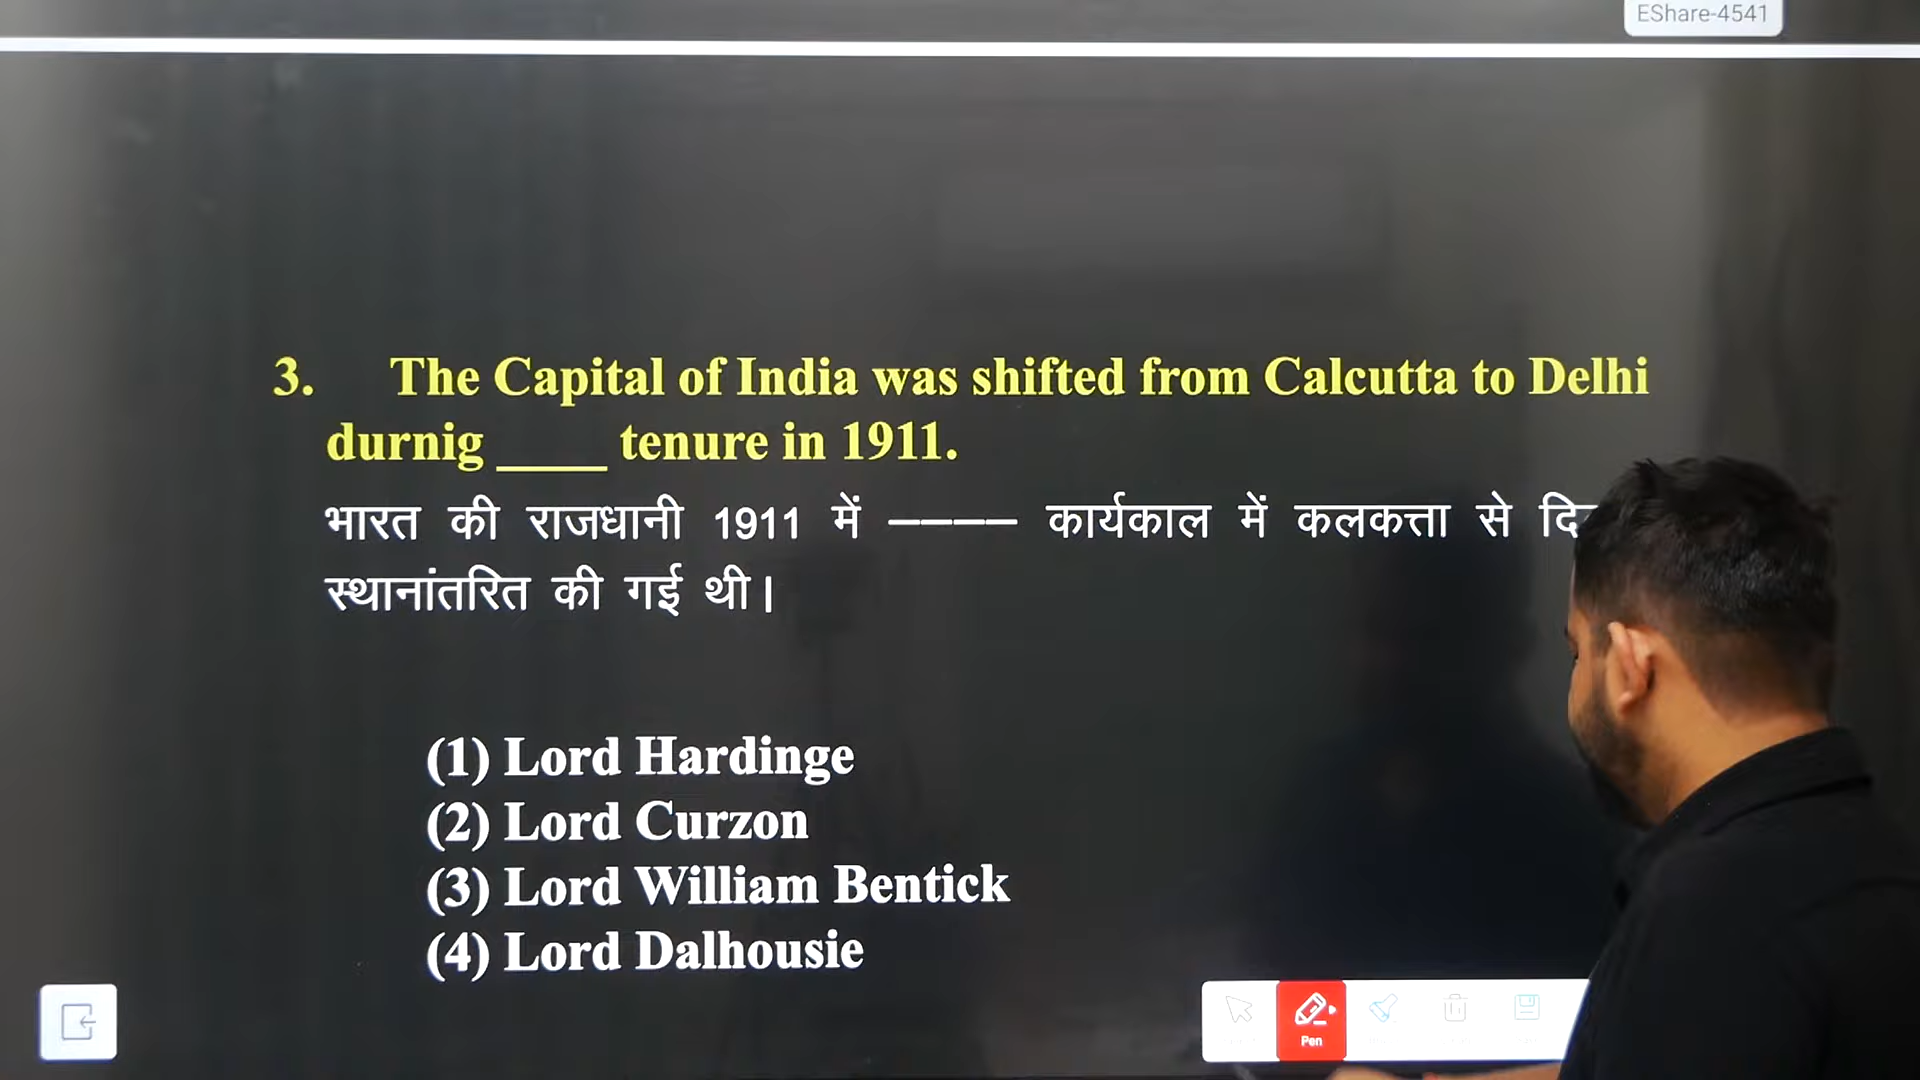 EShare-4541
3. The Capital of India was shifted from Calcutta to Delhi
durnig ____ tenure in 1911.
भारत की राजधानी 1911 में ---- कार्यकाल में कलकत्ता से
स्थानांतरित की गई थी।
(1) Lord Hardinge
(2) Lord Curzon
(3) Lord William Bentick
(4) Lord Dalhousie
Pen